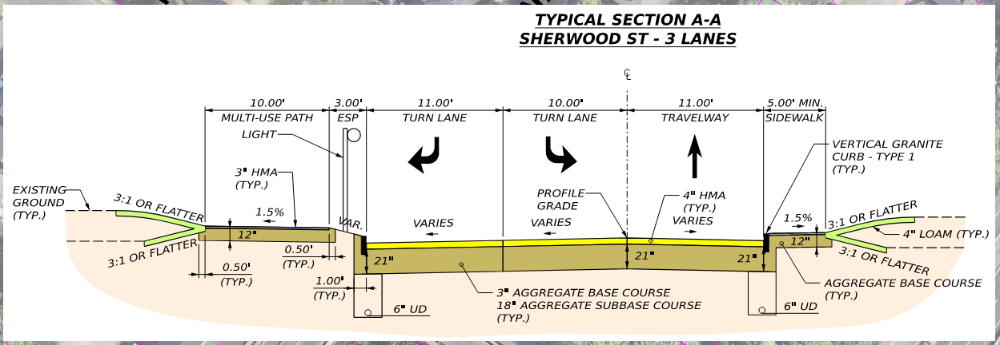 TYPICAL SECTION A-A
SHERWOOD ST - 3 LANES
℄
10.00'
3.00'
11.00'
10.00'
11.00'
5.00' MIN.
MULTI-USE PATH
ESP
TURN LANE
TURN LANE
TRAVELWAY
SIDEWALK
LIGHT
VERTICAL GRANITE
CURB - TYPE 1
(TYP.)
3" HMA
(TYP.)
EXISTING
GROUND
(TYP.)
3:1 OR FLATTER
1.5%
VAR.
VARIES
VARIES
PROFILE
GRADE
4" HMA
(TYP.)
VARIES
1.5%
3:1 OR FLATTER
4" LOAM (TYP.)
12"
12"
3:1 OR FLATTER
3:1 OR FLATTER
0.50'
(TYP.)
0.50'
(TYP.)
21"
21"
21"
1.00'
(TYP.)
3" AGGREGATE BASE COURSE
18" AGGREGATE SUBBASE COURSE
(TYP.)
AGGREGATE BASE COURSE
(TYP.)
6" UD
6" UD